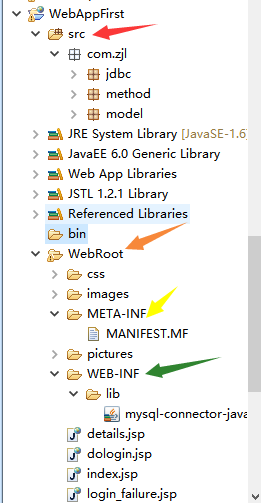 WebAppFirst
src
com.zjl
jdbc
method
model
JRE System Library [JavaSE-1.6]
JavaEE 6.0 Generic Library
Web App Libraries
JSTL 1.2.1 Library
Referenced Libraries
bin
WebRoot
css
images
META-INF
MANIFEST.MF
pictures
WEB-INF
lib
mysql-connector-java
details.jsp
dologin.jsp
index.jsp
login_failure.jsp